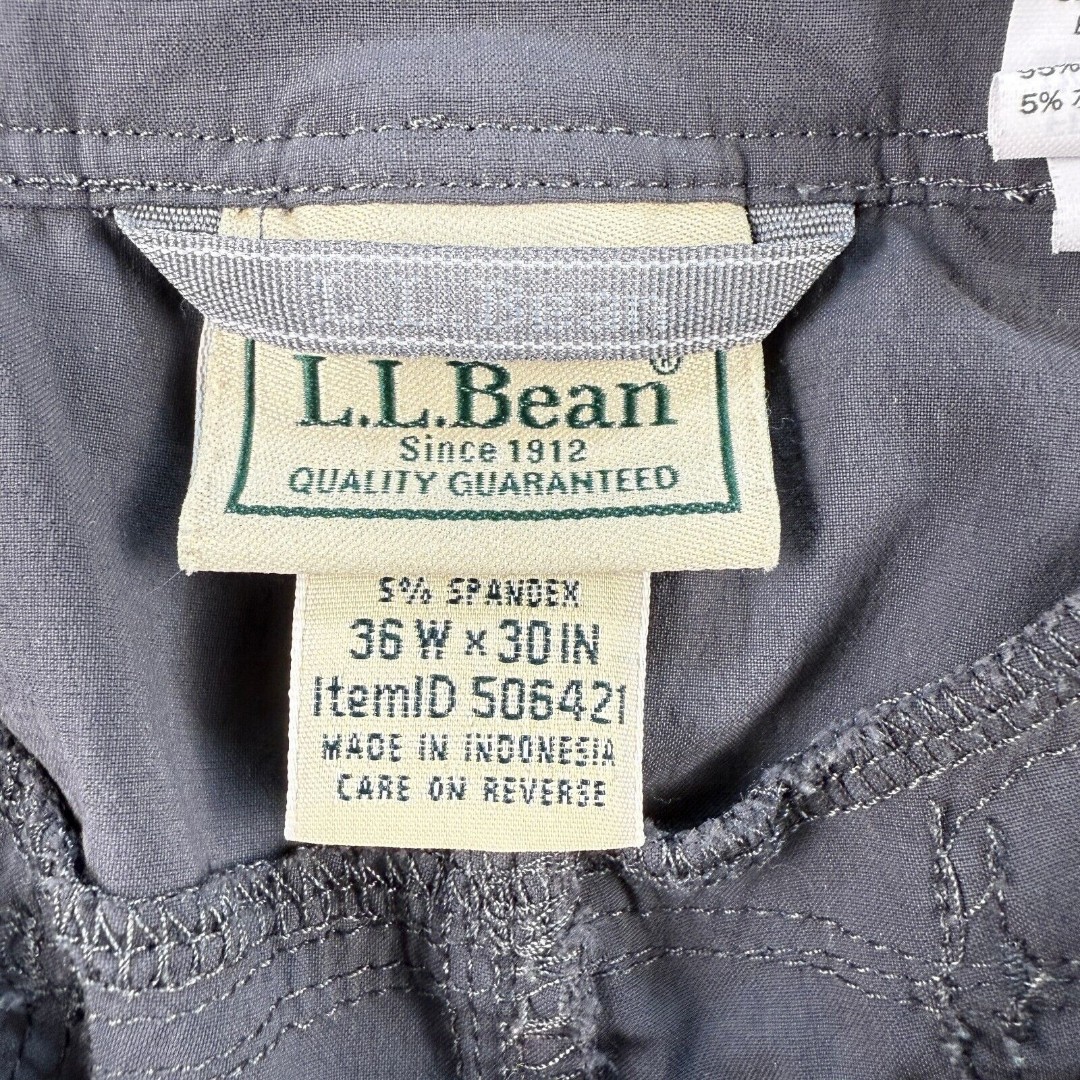 5%
L.L.Bean
L.L.Bean®
Since 1912
QUALITY GUARANTEED
5% SPANDEX
36 W x 30 IN
ItemID 506421
MADE IN INDONESIA
CARE ON REVERSE